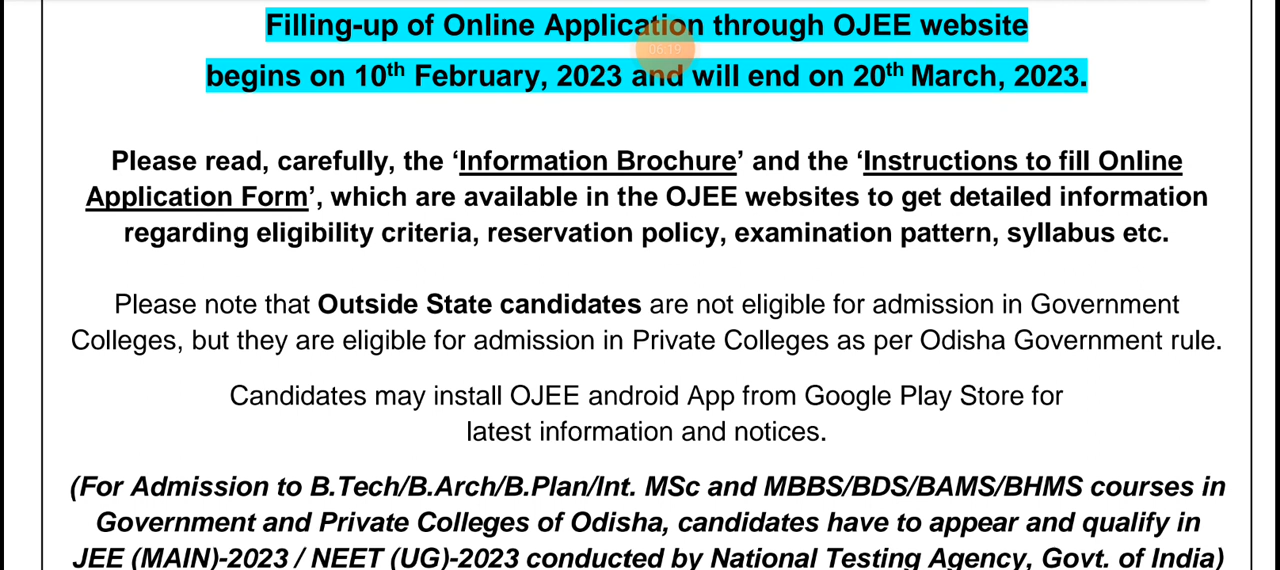 Filling-up of Online Application through OJEE website
06:19
begins on 10th February, 2023 and will end on 20th March, 2023.
Please read, carefully, the ‘Information Brochure’ and the ‘Instructions to fill Online
Application Form’, which are available in the OJEE websites to get detailed information
regarding eligibility criteria, reservation policy, examination pattern, syllabus etc.
Please note that Outside State candidates are not eligible for admission in Government
Colleges, but they are eligible for admission in Private Colleges as per Odisha Government rule.
Candidates may install OJEE android App from Google Play Store for
latest information and notices.
(For Admission to B.Tech/B.Arch/B.Plan/Int. MSc and MBBS/BDS/BAMS/BHMS courses in
Government and Private Colleges of Odisha, candidates have to appear and qualify in
JEE (MAIN)-2023 / NEET (UG)-2023 conducted by National Testing Agency, Govt. of India)